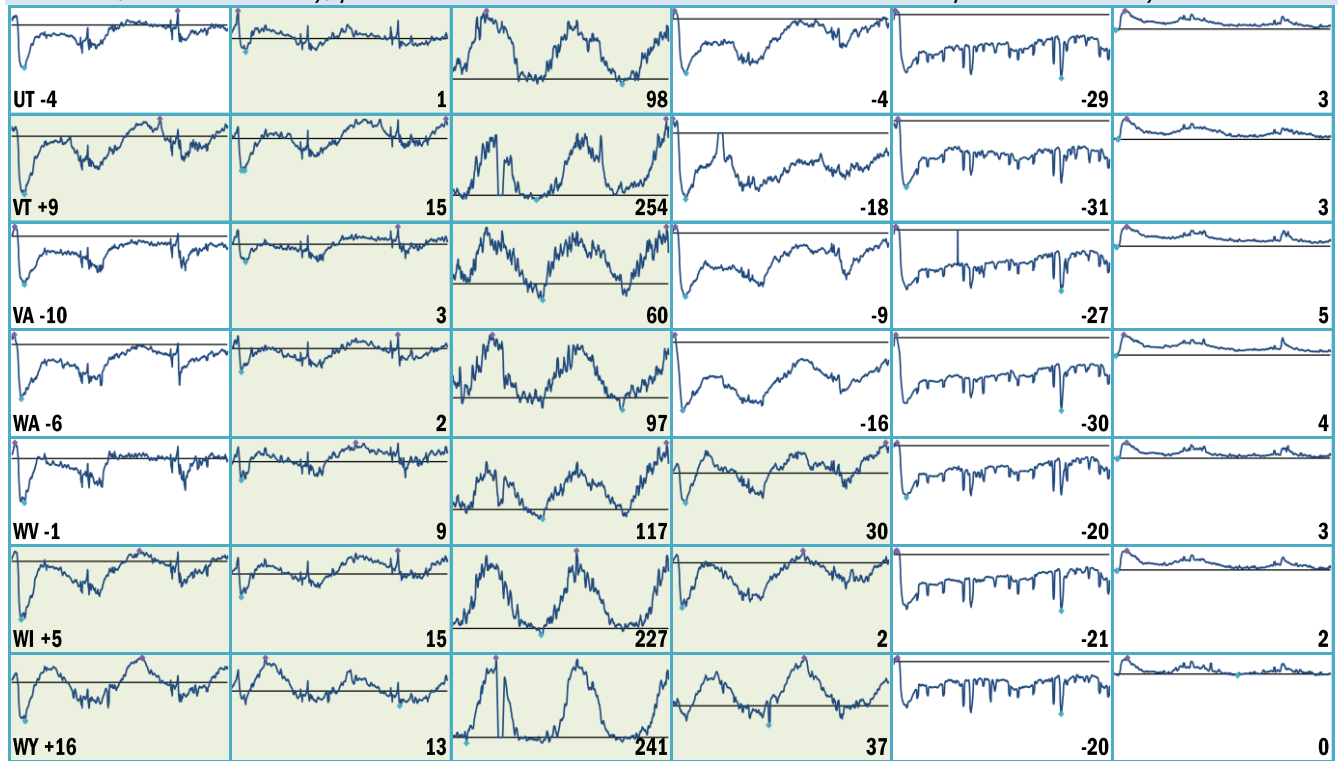 UT -4 1 98 -4 -29 3
VT +9 15 254 -18 -31 3
VA -10 3 60 -9 -27 5
WA -6 2 97 -16 -30 4
WV -1 9 117 30 -20 3
WI +5 15 227 2 -21 2
WY +16 13 241 37 -20 0